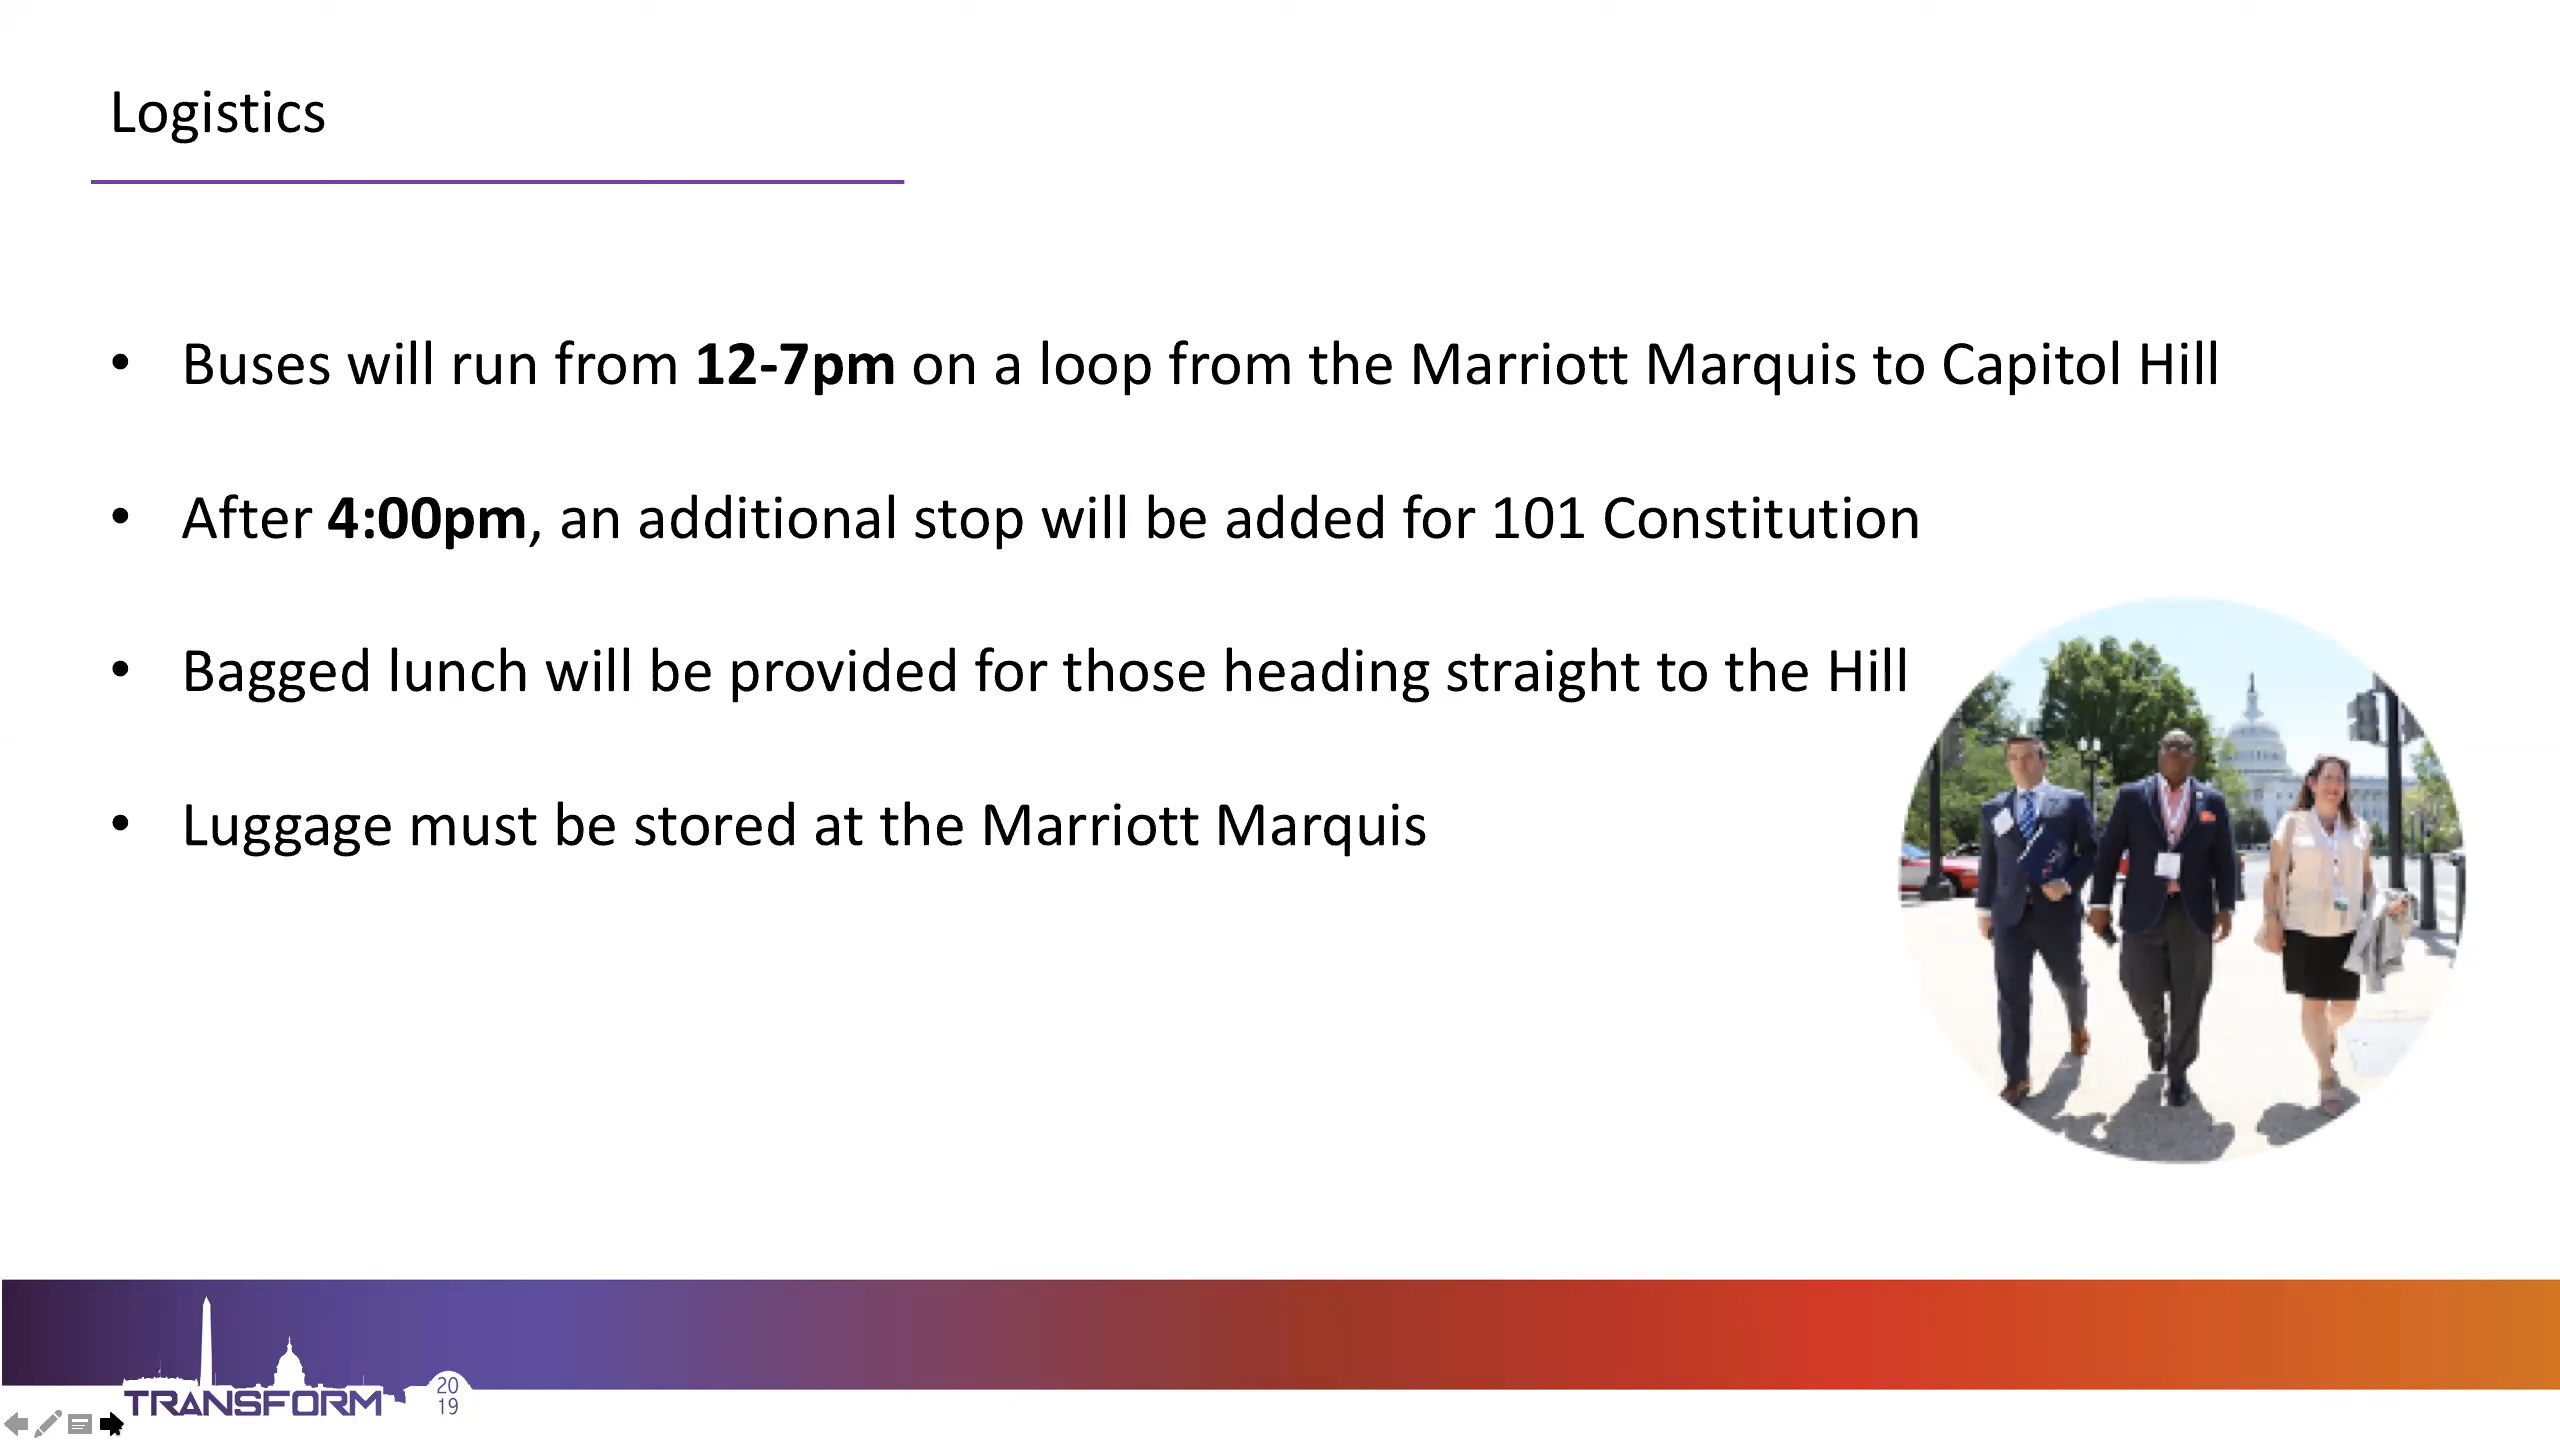 Logistics
• Buses will run from 12-7pm on a loop from the Marriott Marquis to Capitol Hill
• After 4:00pm, an additional stop will be added for 101 Constitution
• Bagged lunch will be provided for those heading straight to the Hill
• Luggage must be stored at the Marriott Marquis
TRANSFORM
20
19